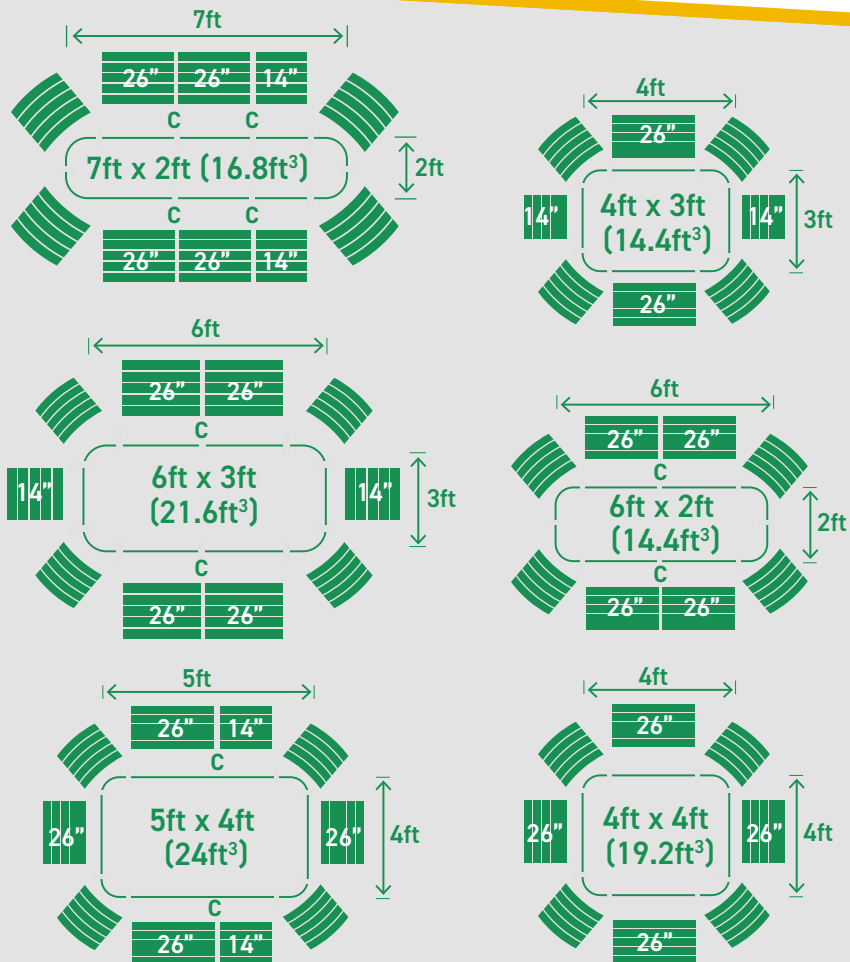 7ft
26” 26” 14”
C C
7ft x 2ft (16.8ft³)
2ft
C C
26” 26” 14”
4ft
26”
14”
4ft x 3ft
(14.4ft³)
14”
3ft
26”
6ft
26” 26”
C
14”
6ft x 3ft
(21.6ft³)
14”
3ft
C
26” 26”
6ft
26” 26”
C
6ft x 2ft
(14.4ft³)
2ft
C
26” 26”
5ft
26” 14”
C
26”
5ft x 4ft
(24ft³)
26”
4ft
C
26” 14”
4ft
26”
26”
4ft x 4ft
(19.2ft³)
26”
4ft
26”